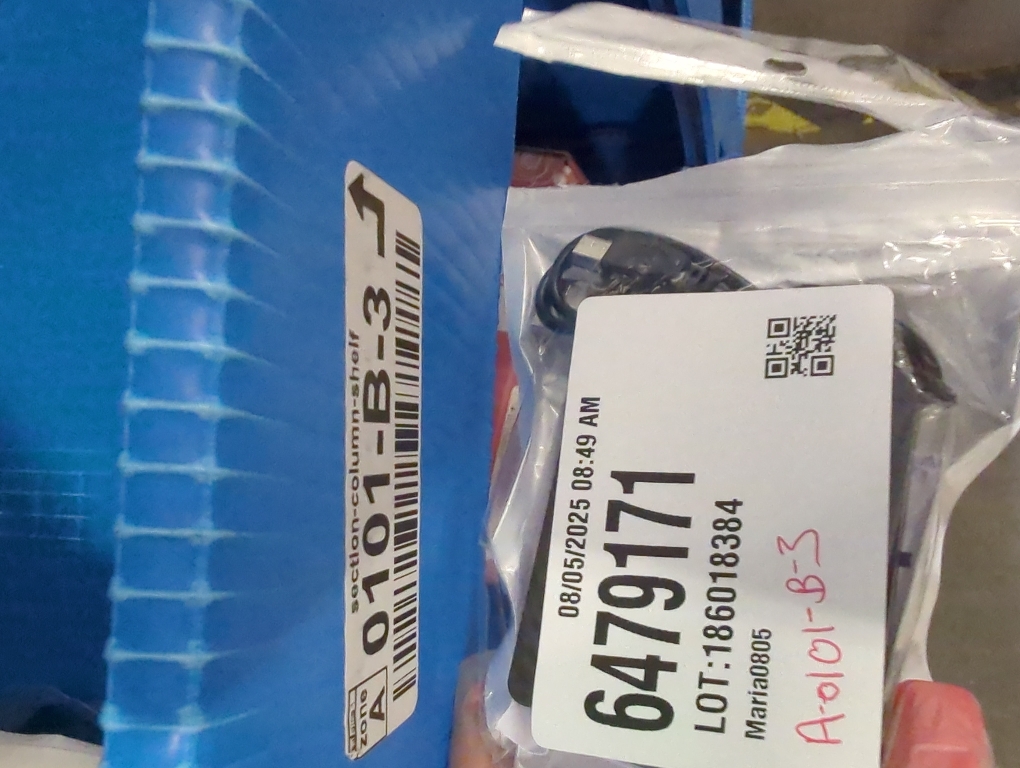 section-column-shelf
zone
A
0101-B-3
08/05/2025 08:49 AM
6479171
LOT:186018384
Maria0805
A-0101-B-3